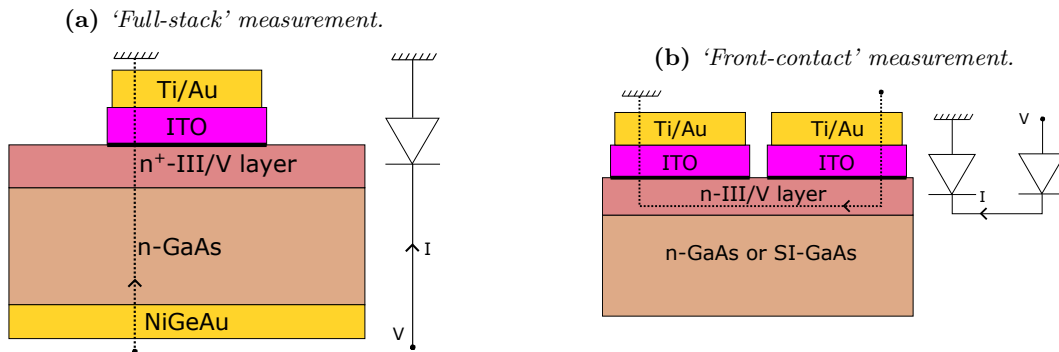 (a) ‘Full-stack’ measurement.
Ti/Au
ITO
n⁺-III/V layer
n-GaAs
NiGeAu
I
V
(b) ‘Front-contact’ measurement.
Ti/Au
Ti/Au
ITO
ITO
n-III/V layer
n-GaAs or SI-GaAs
V
I